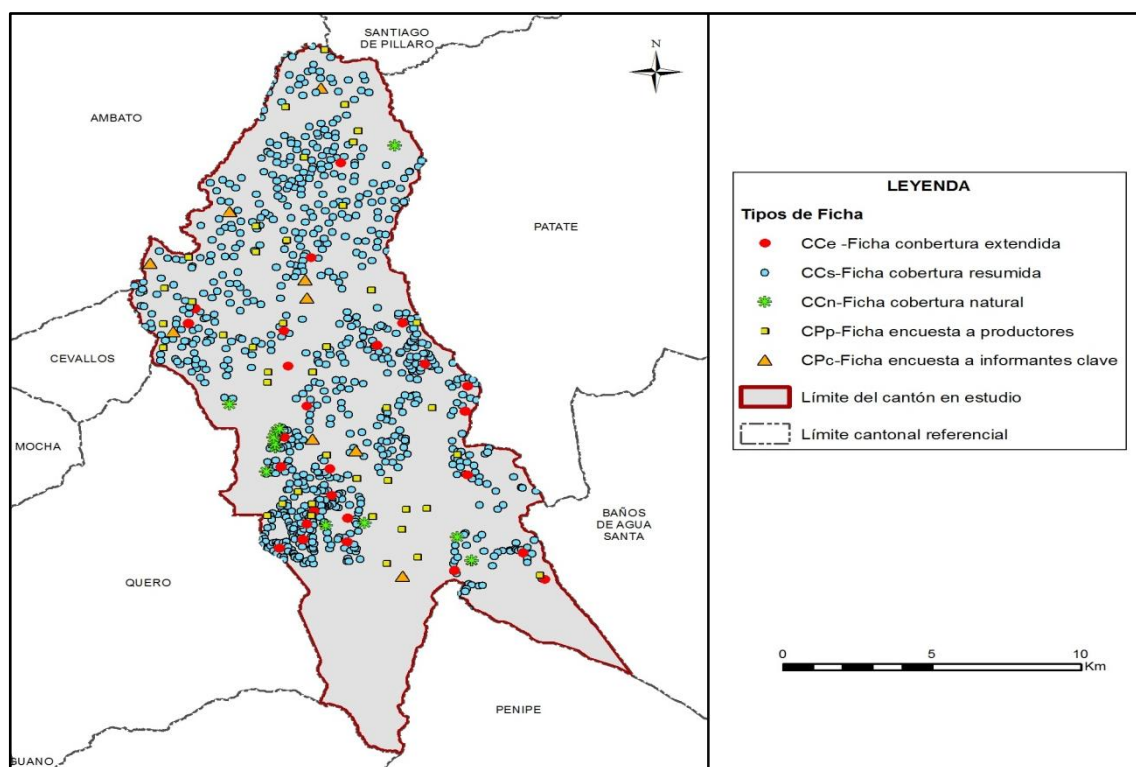 SANTIAGO
DE PILLARO
N
AMBATO
PATATE
CEVALLOS
MOCHA
BAÑOS
DE AGUA
SANTA
QUERO
PENIPE
GUANO
LEYENDA
Tipos de Ficha
CCe -Ficha conbertura extendida
CCs-Ficha cobertura resumida
CCn-Ficha cobertura natural
CPp-Ficha encuesta a productores
CPc-Ficha encuesta a informantes clave
Límite del cantón en estudio
Límite cantonal referencial
0 5 10
Km